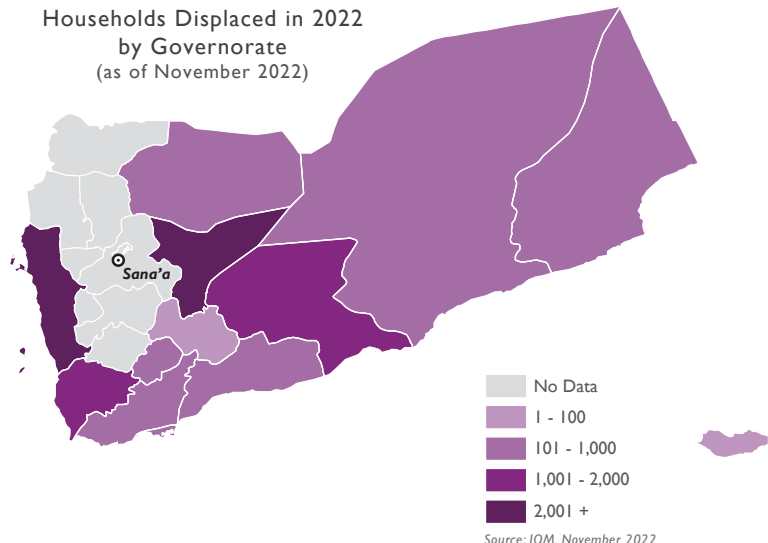 Households Displaced in 2022
by Governorate
(as of November 2022)
Sana'a
No Data
1 - 100
101 - 1,000
1,001 - 2,000
2,001 +
Source: IOM, November 2022